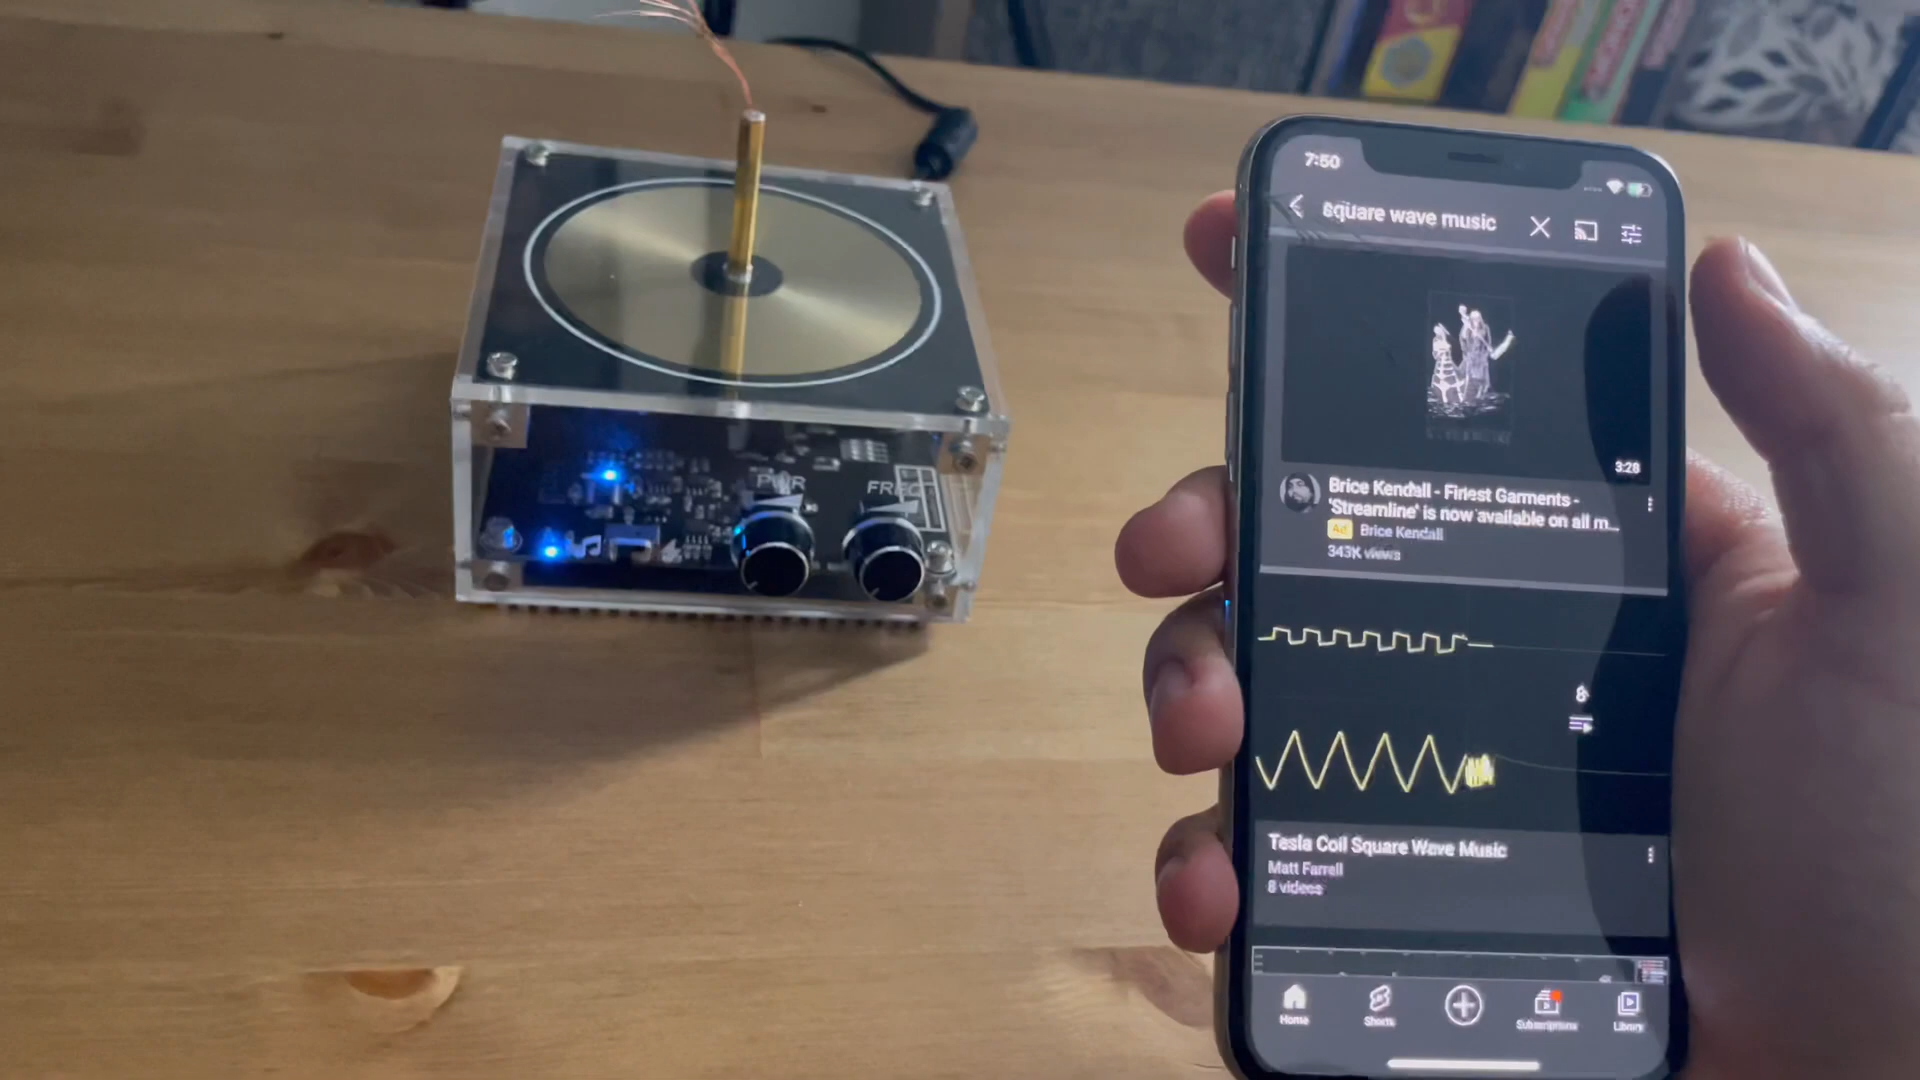 PWR
FREQ
7:50
square wave music
3:28
Brice Kendall - Finest Garments -
'Streamline' is now available on all m...
Ad Brice Kendall
343K views
8
Tesla Coil Square Wave Music
Matt Farrell
8 videos
Home
Shorts
Subscriptions
Library